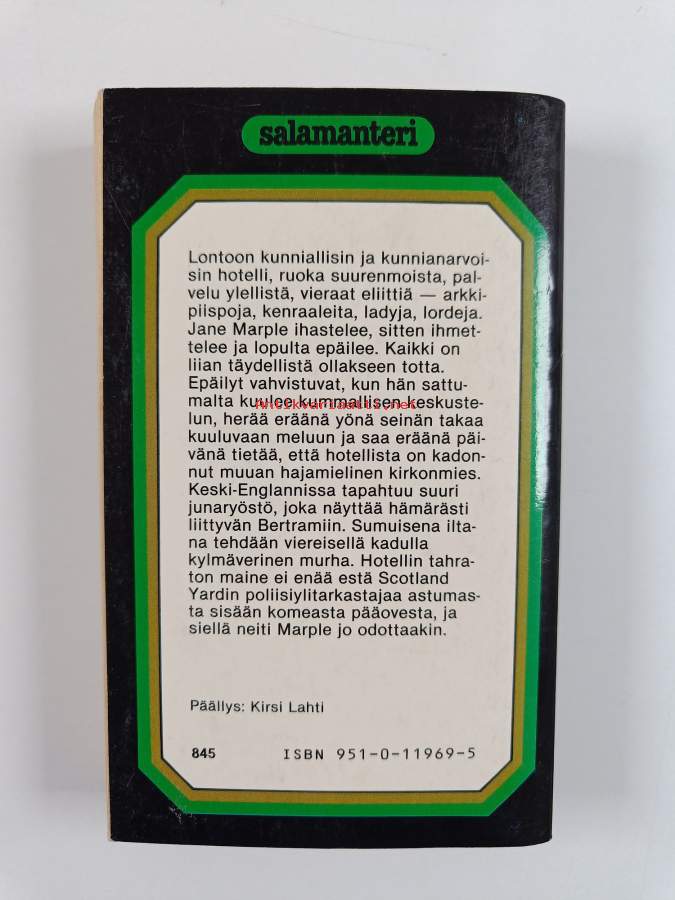 salamanteri
Lontoon kunniallisin ja kunnianarvoi-
sin hotelli, ruoka suurenmoista, pal-
velu ylellistä, vieraat eliittiä — arkki-
piispoja, kenraaleita, ladyja, lordeja.
Jane Marple ihastelee, sitten ihmet-
telee ja lopulta epäilee. Kaikki on
liian täydellistä ollakseen totta.
Epäilyt vahvistuvat, kun hän sattu-
malta kuulee kummallisen keskuste-
Antikvariaatti.net
lun, herää eräänä yönä seinän takaa
kuuluvaan meluun ja saa eräänä päi-
vänä tietää, että hotellista on kadon-
nut muuan hajamielinen kirkonmies.
Keski-Englannissa tapahtuu suuri
junaryöstö, joka näyttää hämärästi
liittyvän Bertramiin. Sumuisena ilta-
na tehdään viereisellä kadulla
kylmäverinen murha. Hotellin tahra-
ton maine ei enää estä Scotland
Yardin poliisiylitarkastajaa astumas-
ta sisään komeasta pääovesta, ja
siellä neiti Marple jo odottaakin.
Päällys: Kirsi Lahti
845 ISBN 951-0-11969-5